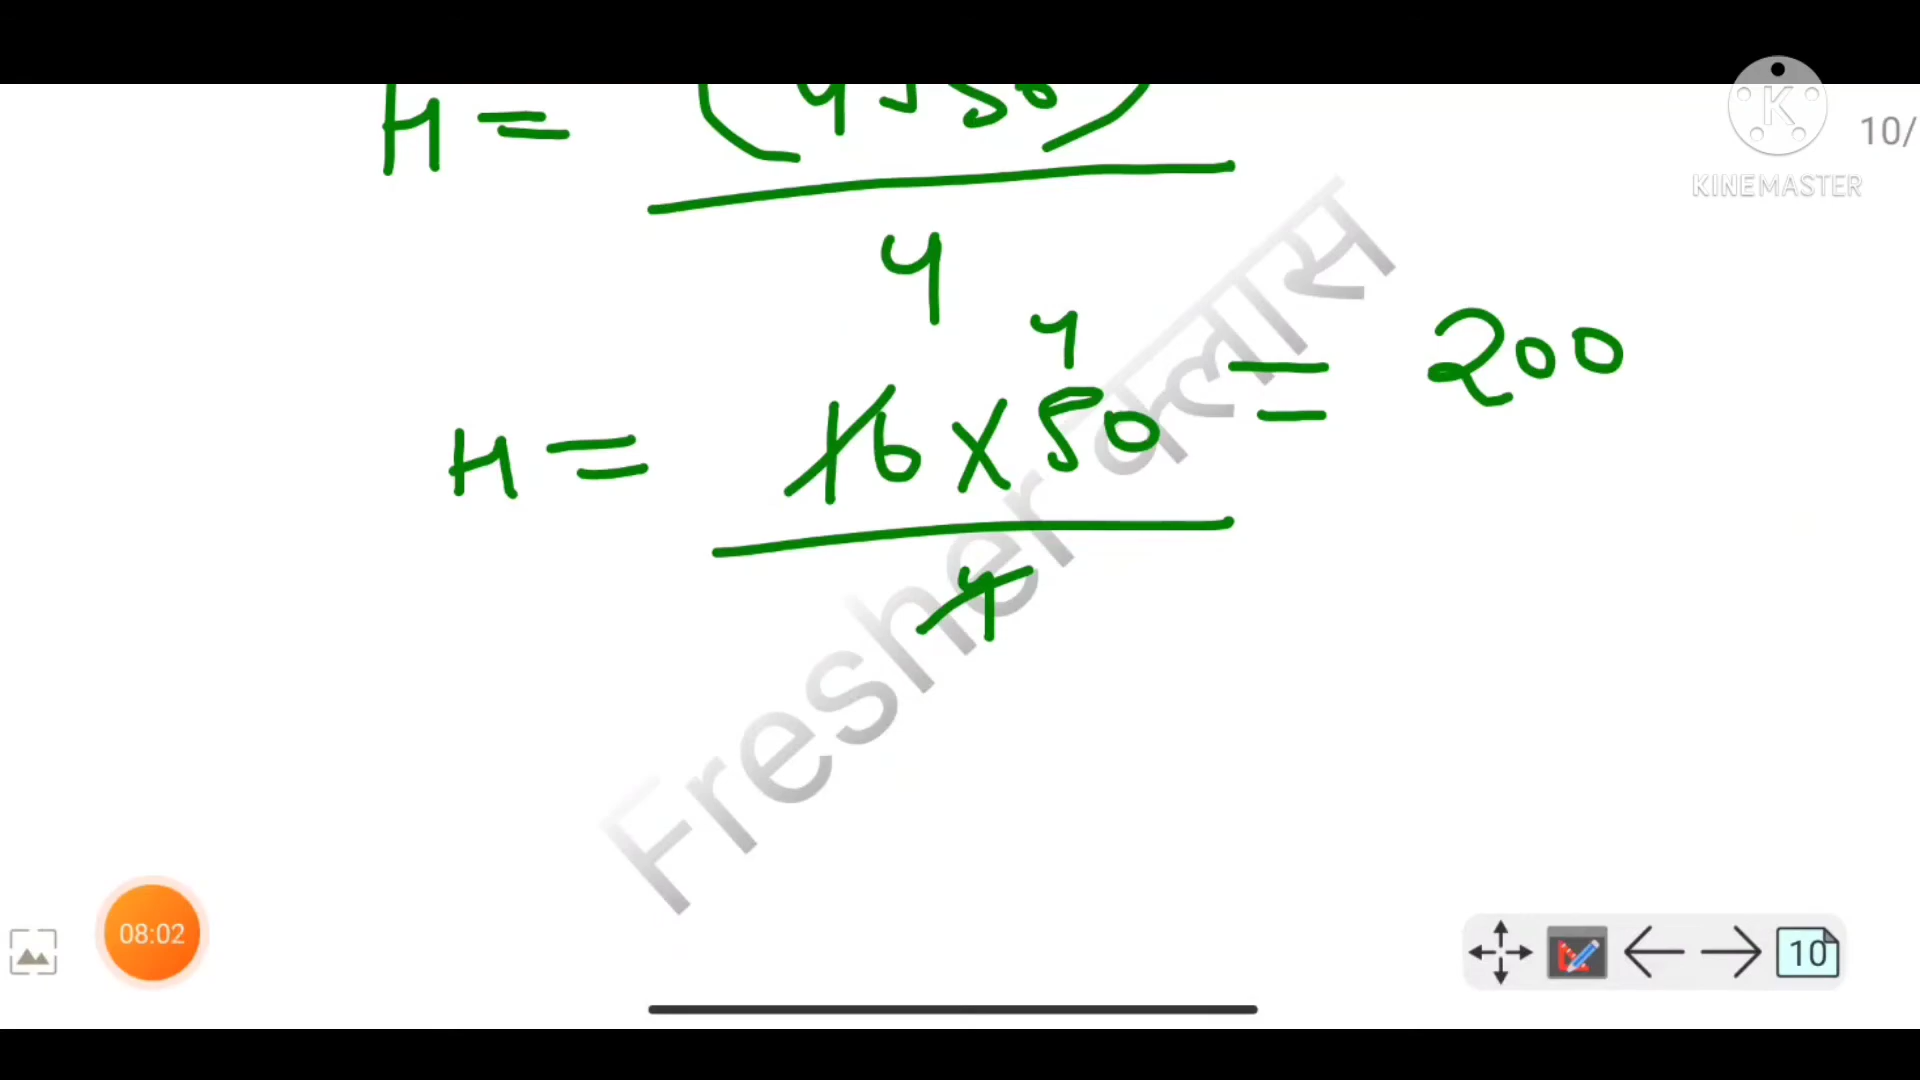 H =
4
10/
KINEMASTER
4
H = 16 × 50 = 200
4
Fresher क्लास
08:02
10